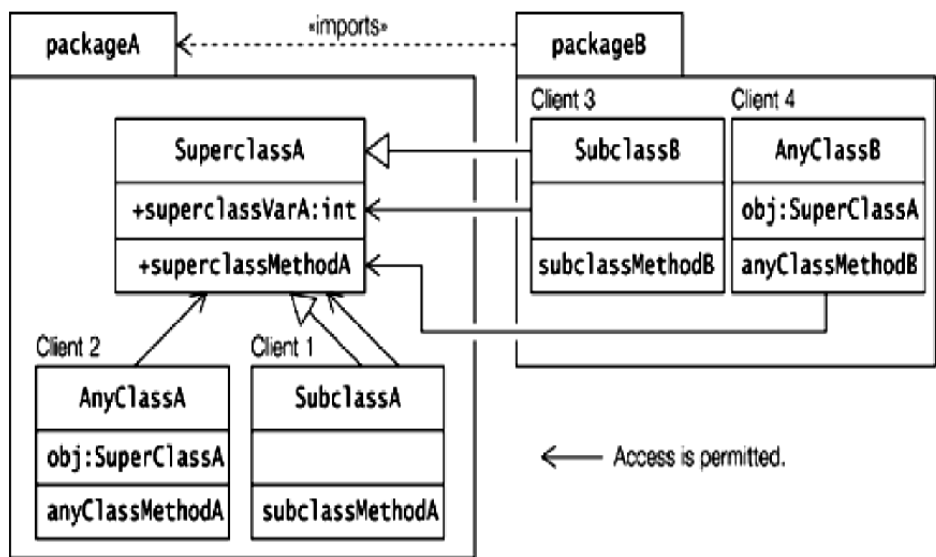 «imports»
packageA
packageB
Client 3
Client 4
SuperclassA
SubclassB
AnyClassB
+superclassVarA:int
obj:SuperClassA
+superclassMethodA
subclassMethodB
anyClassMethodB
Client 2
Client 1
AnyClassA
SubclassA
obj:SuperClassA
Access is permitted.
anyClassMethodA
subclassMethodA